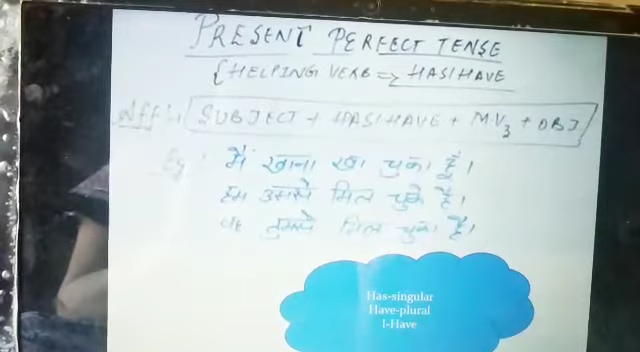 PRESENT PERFECT TENSE
{HELPING VERB => HAS/HAVE
Aff:- SUBJECT + HAS/HAVE + M.V3 + OBJ
Eg: मैं खाना खा चुका हूँ।
हम उससे मिल चुके हैं।
वह तुमसे मिल चुका है।
Has-singular
Have-plural
I-Have